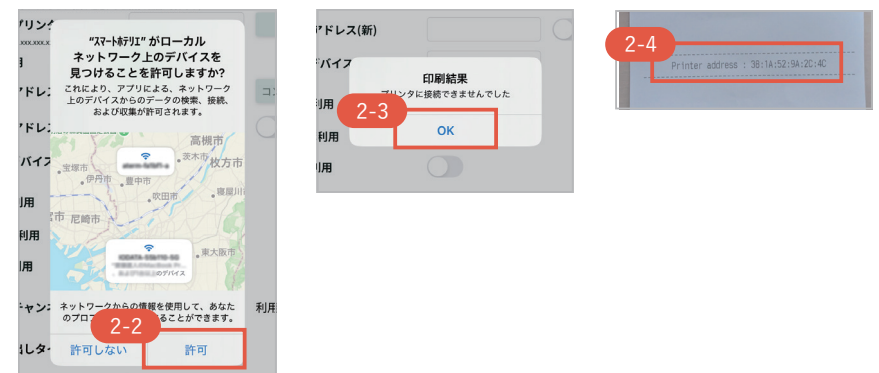 "スマートホテリエ" がローカル
ネットワーク上のデバイスを
見つけることを許可しますか?
これにより、アプリによる、ネットワーク
上のデバイスからのデータの検索、接続、
および収集が許可されます。
高槻市
茨木市
枚方市
宝塚市
伊丹市
豊中市
吹田市
寝屋川
市
尼崎市
東大阪市
のデバイス
ネットワークからの情報を使用して、あなた
のプロ
ることができます。
2-2
許可しない
許可
プリン
xxx.xxx.x
ドレ
ドレ
バイス
利用
利用
用
チャン
利用
出しタ
ドレス(新)
デバイス
印刷結果
プリンタに接続できませんでした
利用
2-3
OK
利用
利用
2-4
Printer address : 38:1A:52:9A:2C:4C